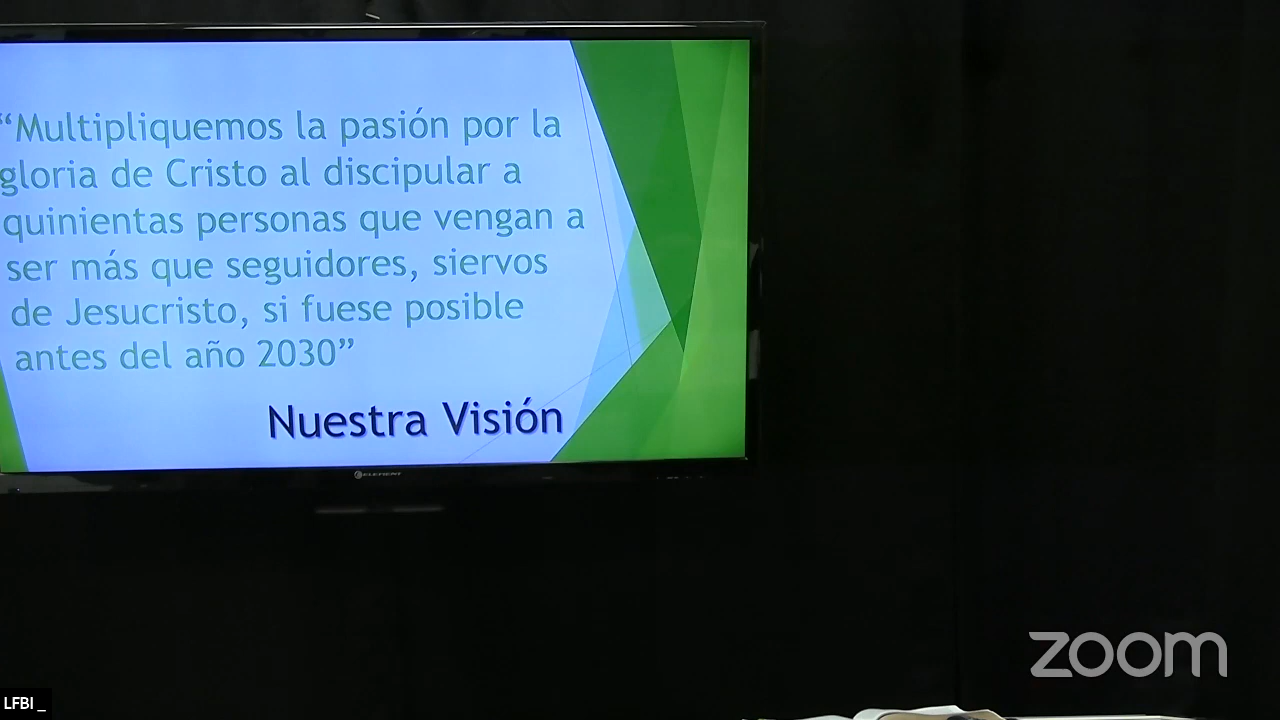 “Multipliquemos la pasión por la
gloria de Cristo al discipular a
quinientas personas que vengan a
ser más que seguidores, siervos
de Jesucristo, si fuese posible
antes del año 2030”
Nuestra Visión
ELEMENT
zoom
LFBI _